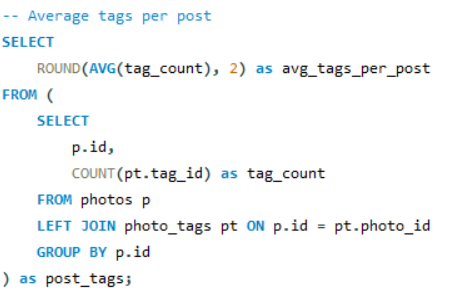 -- Average tags per post
SELECT
    ROUND(AVG(tag_count), 2) as avg_tags_per_post
FROM (
    SELECT
        p.id,
        COUNT(pt.tag_id) as tag_count
    FROM photos p
    LEFT JOIN photo_tags pt ON p.id = pt.photo_id
    GROUP BY p.id
) as post_tags;